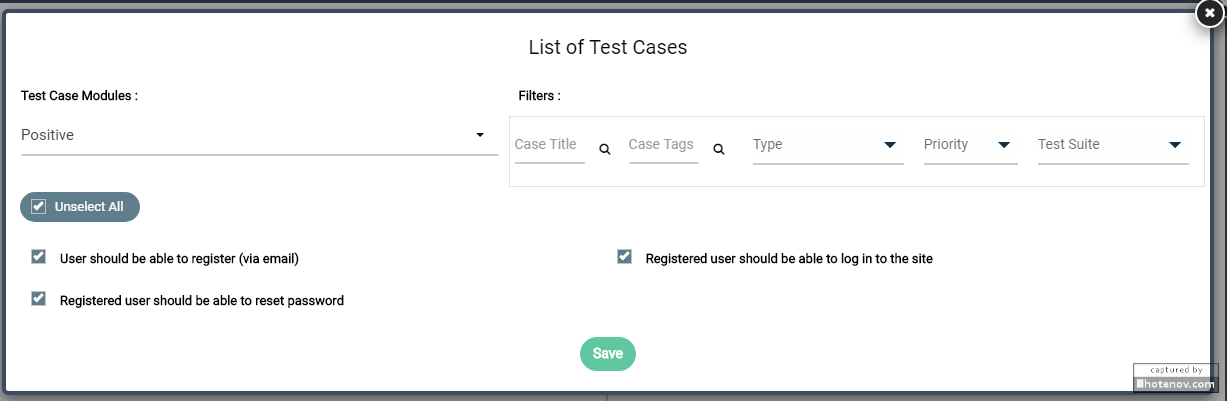 List of Test Cases
Test Case Modules :
Filters :
Positive
Case Title
Case Tags
Type
Priority
Test Suite
Unselect All
User should be able to register (via email)
Registered user should be able to log in to the site
Registered user should be able to reset password
Save
captured by
hotenov.com